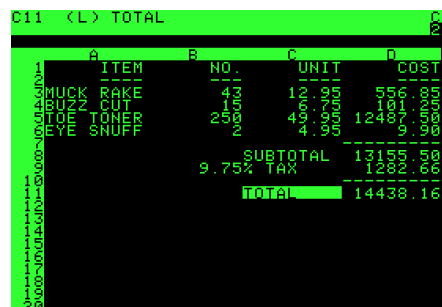 C11 (L) TOTAL C
2
A B C D
1 ITEM NO. UNIT COST
2 ---- --- ---- ----
3 MUCK RAKE 43 12.95 556.85
4 BUZZ CUT 15 6.75 101.25
5 TOE TONER 250 49.95 12487.50
6 EYE SNUFF 2 4.95 9.90
7 ---------
8 SUBTOTAL 13155.50
9 9.75% TAX 1282.66
10 ---------
11 TOTAL 14438.16
12
13
14
15
16
17
18
19
20